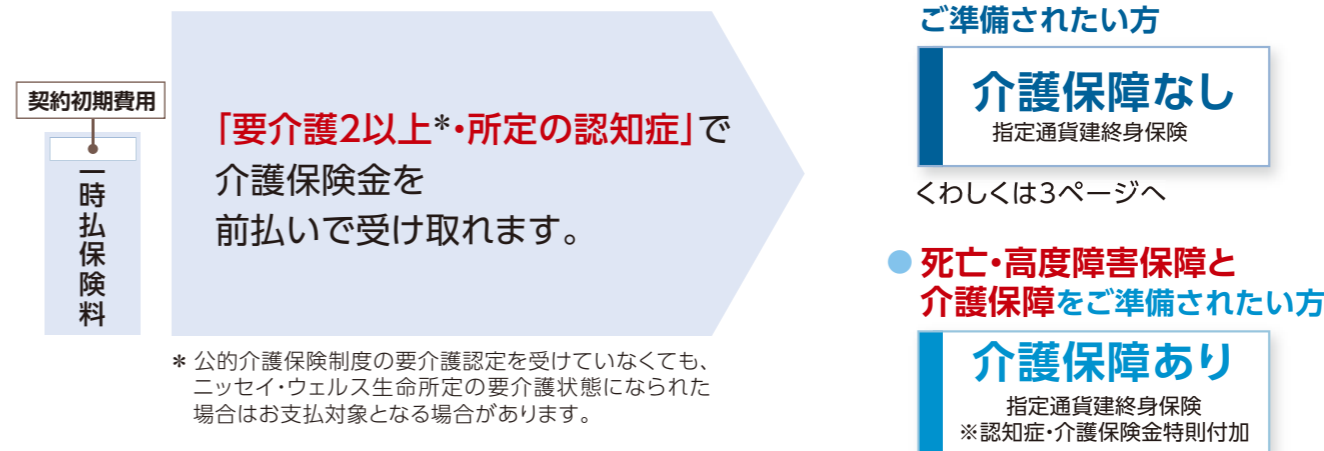 契約初期費用
一時払保険料
「要介護2以上*・所定の認知症」で
介護保険金を
前払いで受け取れます。
* 公的介護保険制度の要介護認定を受けていなくても、
ニッセイ・ウェルス生命所定の要介護状態になられた
場合はお支払対象となる場合があります。
ご準備されたい方
介護保障なし
指定通貨建終身保険
くわしくは3ページへ
● 死亡・高度障害保障と
介護保障をご準備されたい方
介護保障あり
指定通貨建終身保険
※認知症・介護保険金特則付加